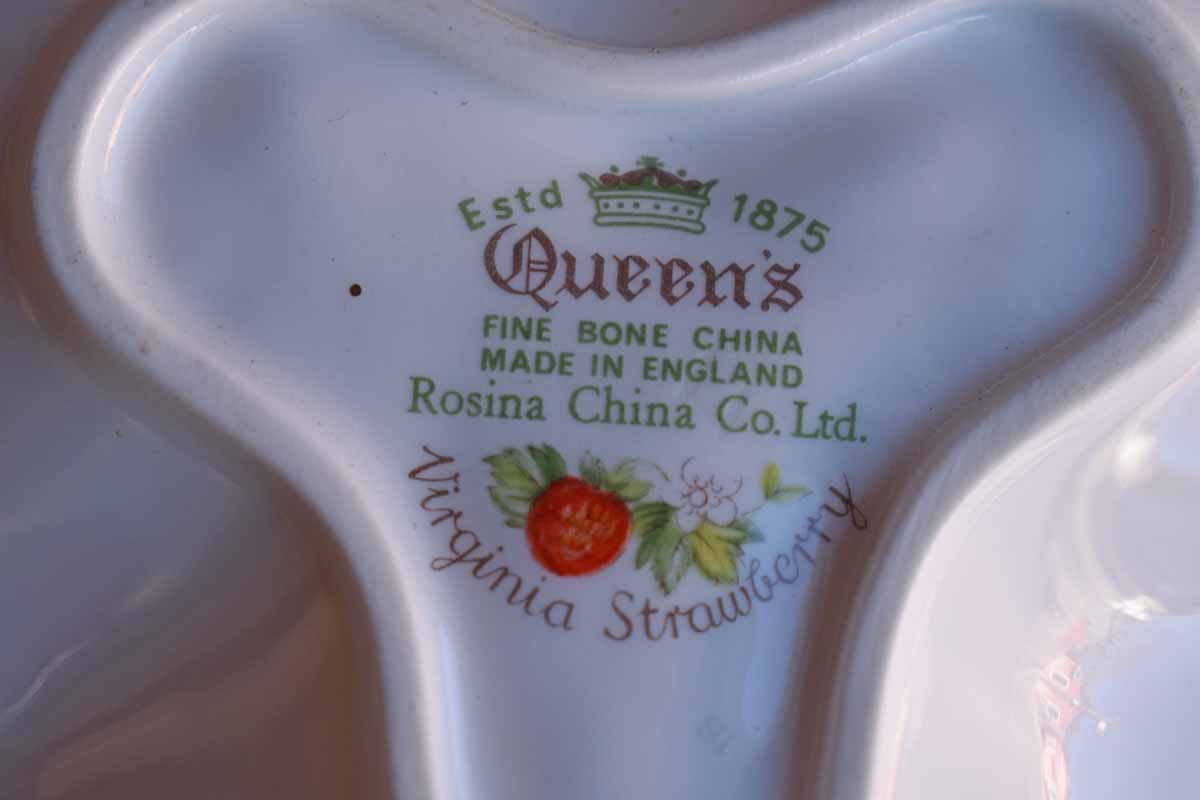 Estd 1875
Queen's
FINE BONE CHINA
MADE IN ENGLAND
Rosina China Co. Ltd.
Virginia Strawberry